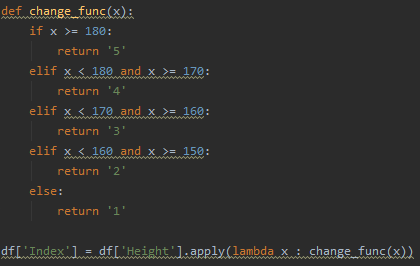 def change_func(x):
    if x >= 180:
        return '5'
    elif x < 180 and x >= 170:
        return '4'
    elif x < 170 and x >= 160:
        return '3'
    elif x < 160 and x >= 150:
        return '2'
    else:
        return '1'
df['Index'] = df['Height'].apply(lambda x : change_func(x))